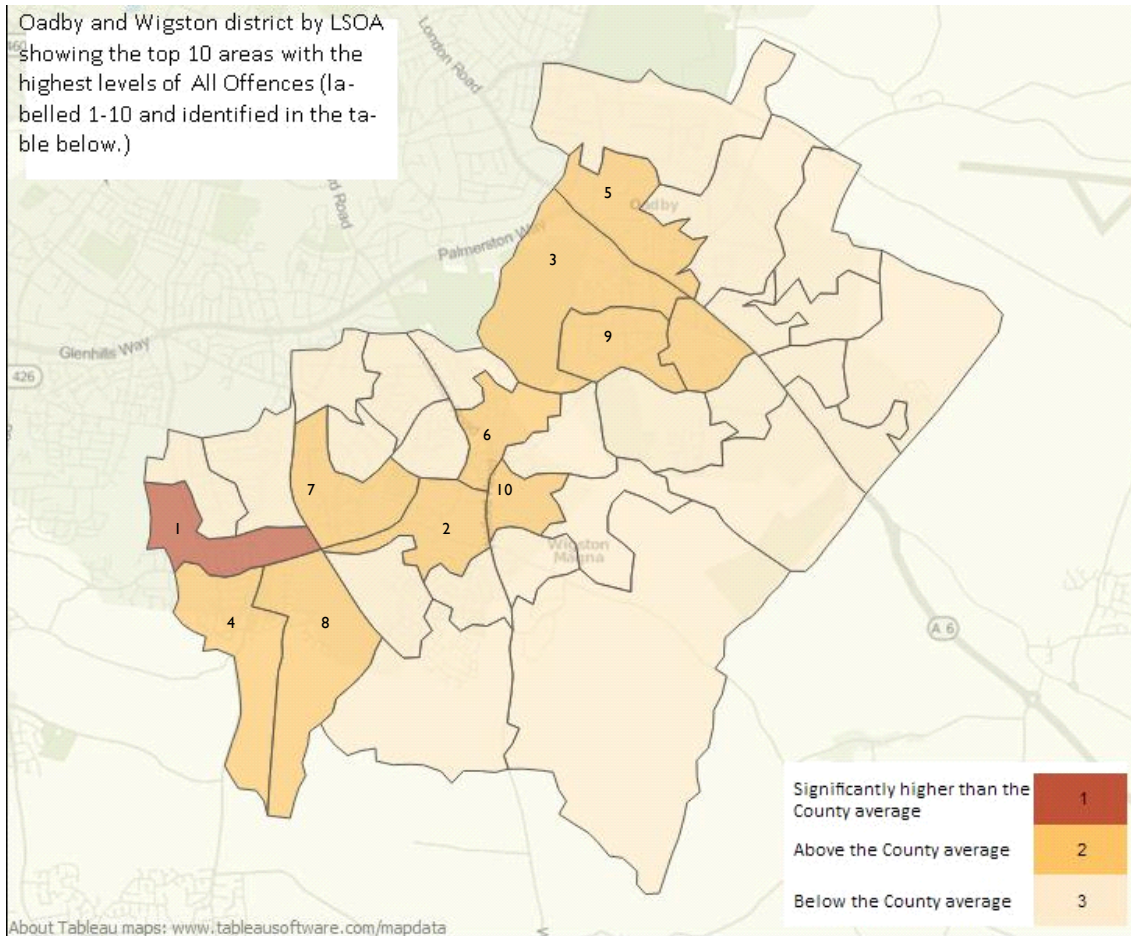 Oadby and Wigston district by LSOA
showing the top 10 areas with the
highest levels of All Offences (la-
belled 1-10 and identified in the ta-
ble below.)
London Road
Road
Palmerston Way
Glenhills Way
426
5
Oadby
3
9
6
7
10
1
2
Wigston
Magna
4
8
A 6
Significantly higher than the
County average
1
Above the County average
2
Below the County average
3
About Tableau maps: www.tableausoftware.com/mapdata